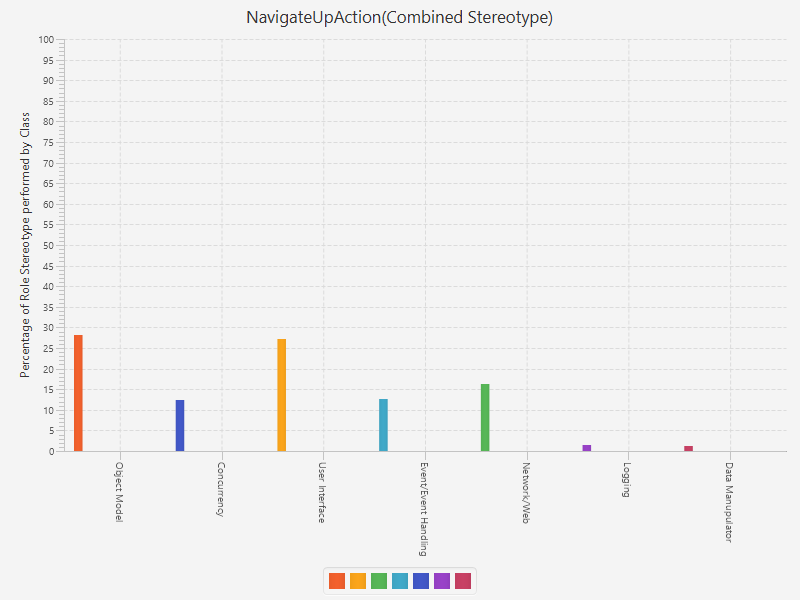 NavigateUpAction(Combined Stereotype)
Percentage of Role Stereotype performed by Class
100
95
90
85
80
75
70
65
60
55
50
45
40
35
30
25
20
15
10
5
0
Object Model
Concurrency
User Interface
Event/Event Handling
Network/Web
Logging
Data Manupulator